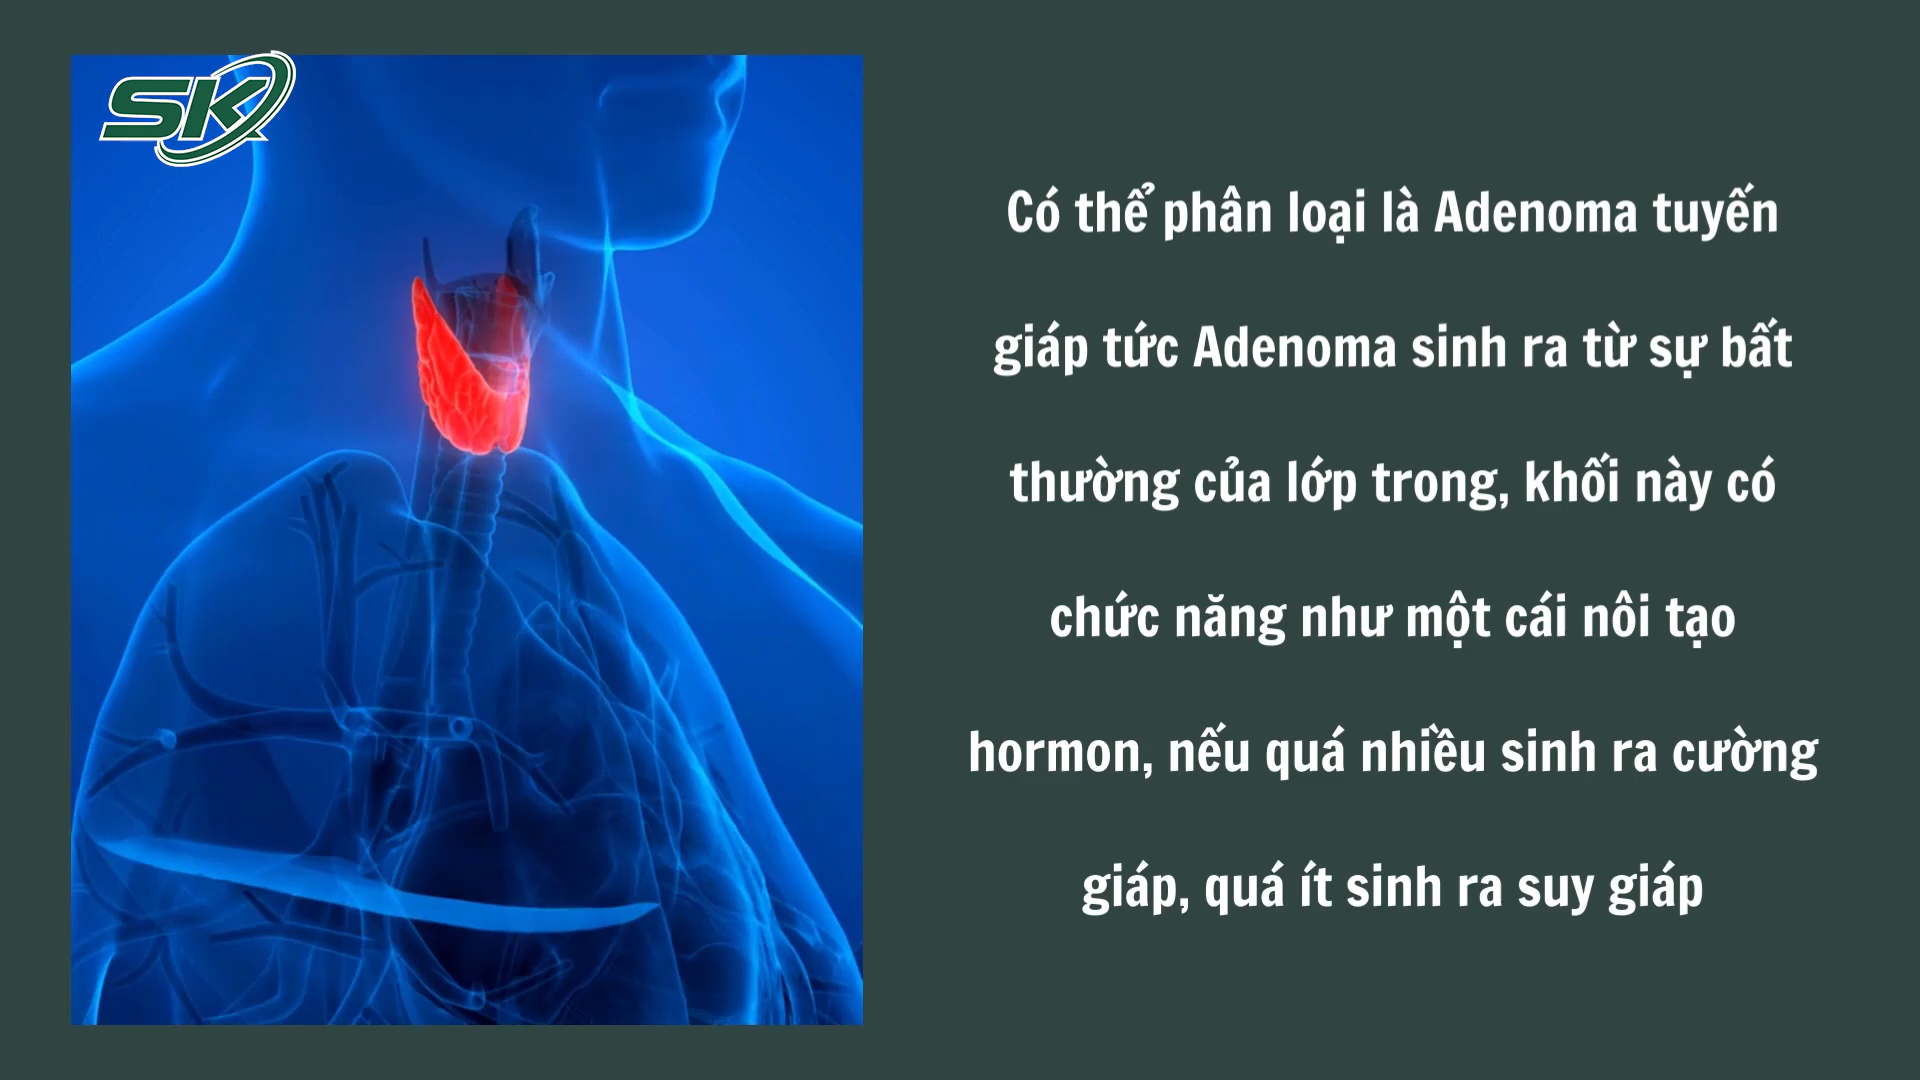 SK
Có thể phân loại là Adenoma tuyến
giáp tức Adenoma sinh ra từ sự bất
thường của lớp trong, khối này có
chức năng như một cái nôi tạo
hormon, nếu quá nhiều sinh ra cường
giáp, quá ít sinh ra suy giáp